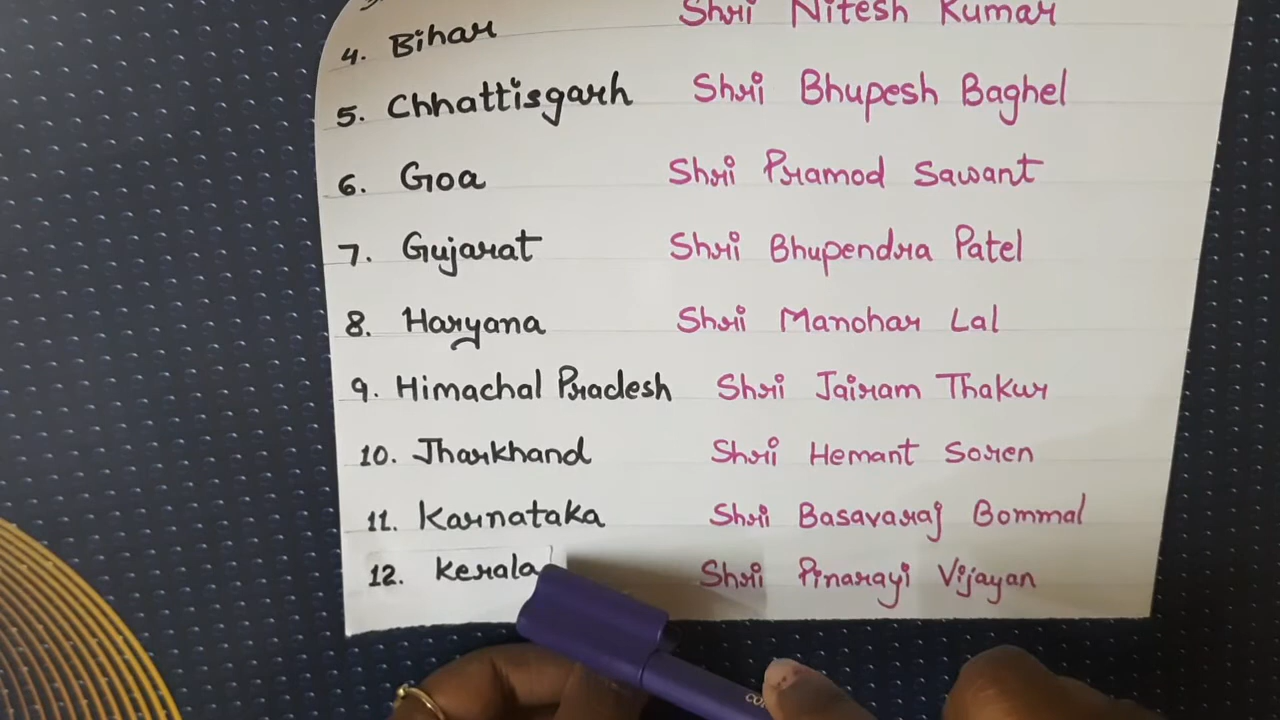 4. Bihar Shri Nitesh Kumar
5. Chhattisgarh Shri Bhupesh Baghel
6. Goa Shri Pramod Sawant
7. Gujarat Shri Bhupendra Patel
8. Haryana Shri Manohar Lal
9. Himachal Pradesh Shri Jairam Thakur
10. Jharkhand Shri Hemant Soren
11. Karnataka Shri Basavaraj Bommal
12. Kerala Shri Pinarayi Vijayan